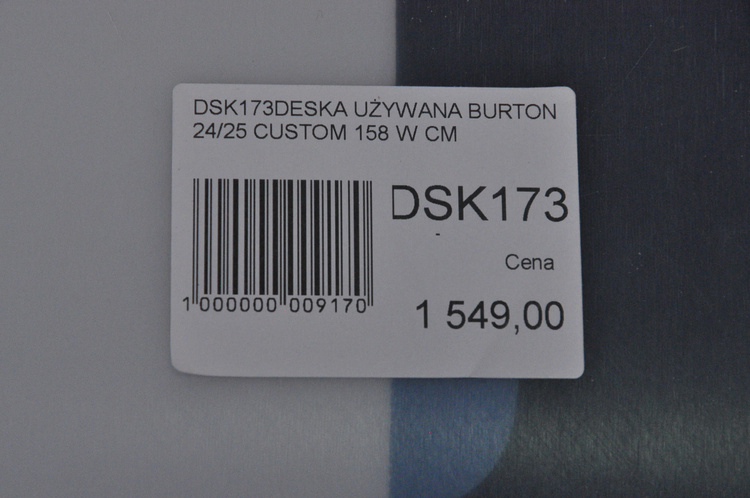 DSK173DESKA UŻYWANA BURTON
24/25 CUSTOM 158 W CM
DSK173
-
Cena
1 000000 009170
1 549,00